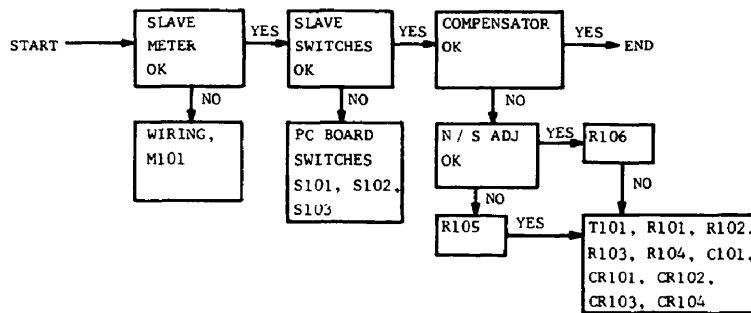 START
SLAVE
METER
OK
YES
SLAVE
SWITCHES
OK
YES
COMPENSATOR
OK
YES
END
NO
NO
NO
WIRING,
M101
PC BOARD
SWITCHES
S101, S102,
S103
N / S ADJ
OK
YES
R106
NO
NO
R105
YES
T101, R101, R102,
R103, R104, C101,
CR101, CR102,
CR103, CR104